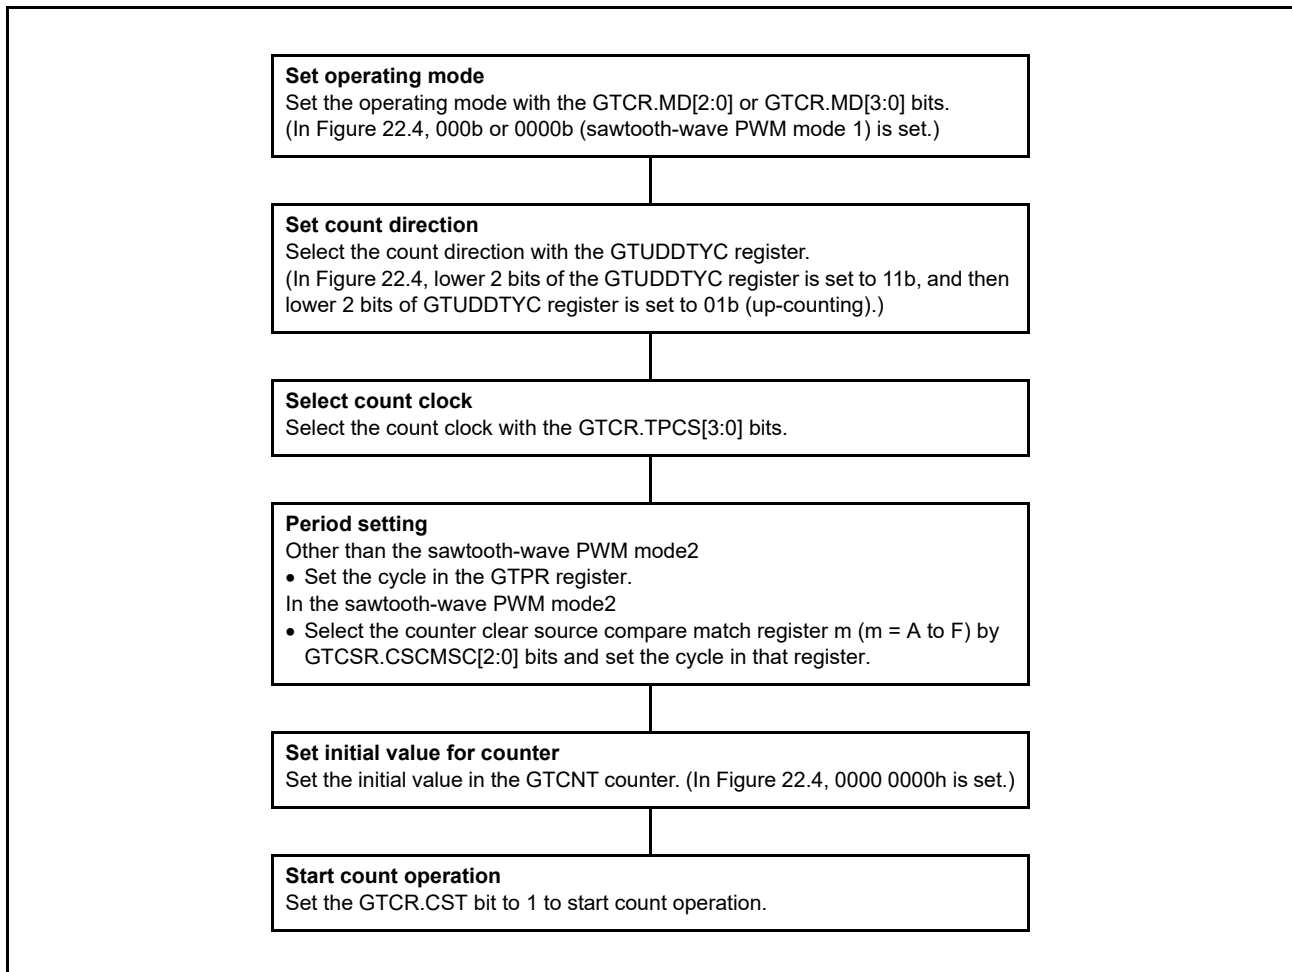 Set operating mode
Set the operating mode with the GTCR.MD[2:0] or GTCR.MD[3:0] bits.
(In Figure 22.4, 000b or 0000b (sawtooth-wave PWM mode 1) is set.)
Set count direction
Select the count direction with the GTUDDTYC register.
(In Figure 22.4, lower 2 bits of the GTUDDTYC register is set to 11b, and then
lower 2 bits of GTUDDTYC register is set to 01b (up-counting).)
Select count clock
Select the count clock with the GTCR.TPCS[3:0] bits.
Period setting
Other than the sawtooth-wave PWM mode2
• Set the cycle in the GTPR register.
In the sawtooth-wave PWM mode2
• Select the counter clear source compare match register m (m = A to F) by
GTCSR.CSCMSC[2:0] bits and set the cycle in that register.
Set initial value for counter
Set the initial value in the GTCNT counter. (In Figure 22.4, 0000 0000h is set.)
Start count operation
Set the GTCR.CST bit to 1 to start count operation.